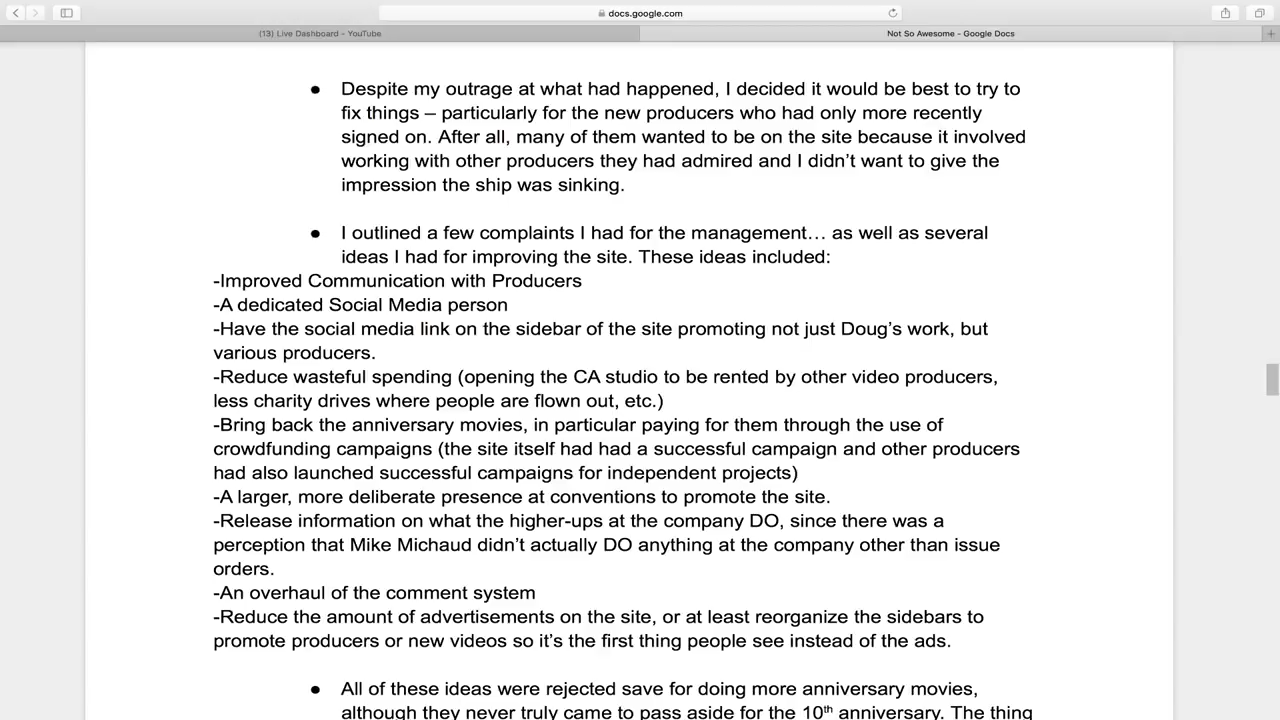 docs.google.com
(13) Live Dashboard - YouTube
Not So Awesome - Google Docs
● Despite my outrage at what had happened, I decided it would be best to try to
fix things – particularly for the new producers who had only more recently
signed on. After all, many of them wanted to be on the site because it involved
working with other producers they had admired and I didn’t want to give the
impression the ship was sinking.
● I outlined a few complaints I had for the management… as well as several
ideas I had for improving the site. These ideas included:
-Improved Communication with Producers
-A dedicated Social Media person
-Have the social media link on the sidebar of the site promoting not just Doug’s work, but
various producers.
-Reduce wasteful spending (opening the CA studio to be rented by other video producers,
less charity drives where people are flown out, etc.)
-Bring back the anniversary movies, in particular paying for them through the use of
crowdfunding campaigns (the site itself had had a successful campaign and other producers
had also launched successful campaigns for independent projects)
-A larger, more deliberate presence at conventions to promote the site.
-Release information on what the higher-ups at the company DO, since there was a
perception that Mike Michaud didn’t actually DO anything at the company other than issue
orders.
-An overhaul of the comment system
-Reduce the amount of advertisements on the site, or at least reorganize the sidebars to
promote producers or new videos so it’s the first thing people see instead of the ads.
● All of these ideas were rejected save for doing more anniversary movies,
although they never truly came to pass aside for the 10th anniversary. The thing